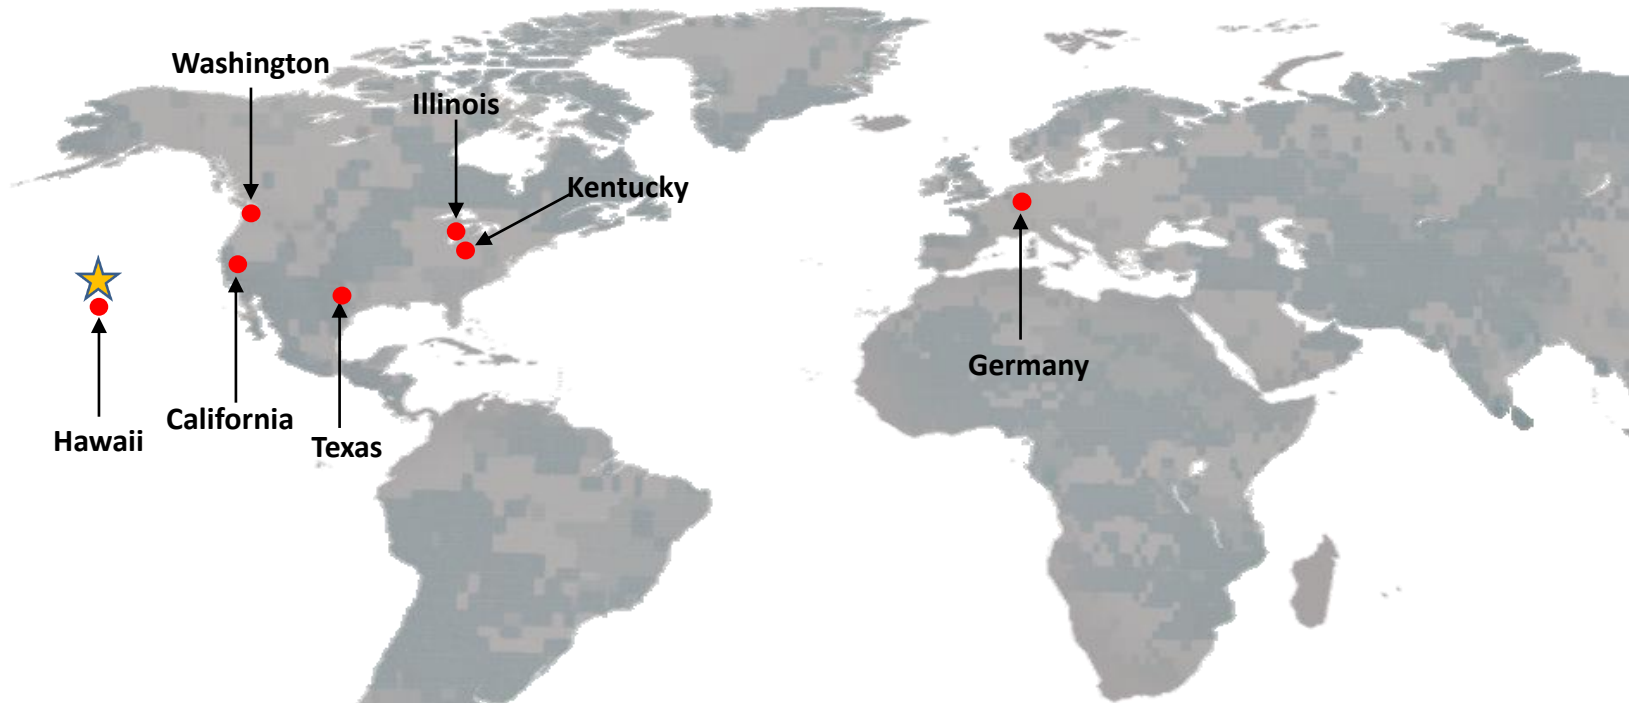 Washington
Illinois
Kentucky
Germany
California
Hawaii
Texas